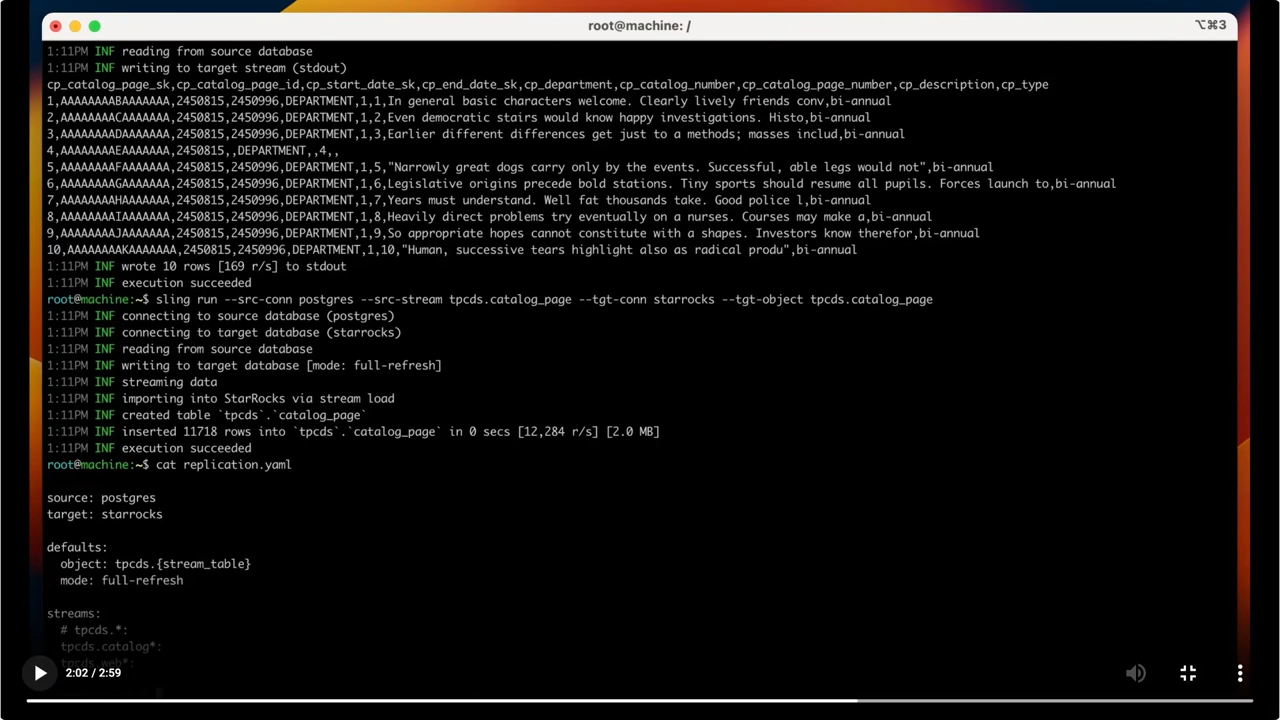 root@machine: /
⌥⌘3
1:11PM INF reading from source database
1:11PM INF writing to target stream (stdout)
cp_catalog_page_sk,cp_catalog_page_id,cp_start_date_sk,cp_end_date_sk,cp_department,cp_catalog_number,cp_catalog_page_number,cp_description,cp_type
1,AAAAAAAABAAAAAAA,2450815,2450996,DEPARTMENT,1,1,In general basic characters welcome. Clearly lively friends conv,bi-annual
2,AAAAAAAACAAAAAAA,2450815,2450996,DEPARTMENT,1,2,Even democratic stairs would know happy investigations. Histo,bi-annual
3,AAAAAAAADAAAAAAA,2450815,2450996,DEPARTMENT,1,3,Earlier different differences get just to a methods; masses includ,bi-annual
4,AAAAAAAAEAAAAAAA,2450815,,DEPARTMENT,,4,,
5,AAAAAAAAFAAAAAAA,2450815,2450996,DEPARTMENT,1,5,"Narrowly great dogs carry only by the events. Successful, able legs would not",bi-annual
6,AAAAAAAAGAAAAAAA,2450815,2450996,DEPARTMENT,1,6,Legislative origins precede bold stations. Tiny sports should resume all pupils. Forces launch to,bi-annual
7,AAAAAAAAHAAAAAAA,2450815,2450996,DEPARTMENT,1,7,Years must understand. Well fat thousands take. Good police l,bi-annual
8,AAAAAAAAIAAAAAAA,2450815,2450996,DEPARTMENT,1,8,Heavily direct problems try eventually on a nurses. Courses may make a,bi-annual
9,AAAAAAAAJAAAAAAA,2450815,2450996,DEPARTMENT,1,9,So appropriate hopes cannot constitute with a shapes. Investors know therefor,bi-annual
10,AAAAAAAAKAAAAAAA,2450815,2450996,DEPARTMENT,1,10,"Human, successive tears highlight also as radical produ",bi-annual
1:11PM INF wrote 10 rows [169 r/s] to stdout
1:11PM INF execution succeeded
root@machine:~$ sling run --src-conn postgres --src-stream tpcds.catalog_page --tgt-conn starrocks --tgt-object tpcds.catalog_page
1:11PM INF connecting to source database (postgres)
1:11PM INF connecting to target database (starrocks)
1:11PM INF reading from source database
1:11PM INF writing to target database [mode: full-refresh]
1:11PM INF streaming data
1:11PM INF importing into StarRocks via stream load
1:11PM INF created table `tpcds`.`catalog_page`
1:11PM INF inserted 11718 rows into `tpcds`.`catalog_page` in 0 secs [12,284 r/s] [2.0 MB]
1:11PM INF execution succeeded
root@machine:~$ cat replication.yaml
source: postgres
target: starrocks
defaults:
  object: tpcds.{stream_table}
  mode: full-refresh
streams:
  # tpcds.*:
  tpcds.catalog*:
  tpcds.web*:
2:02 / 2:59